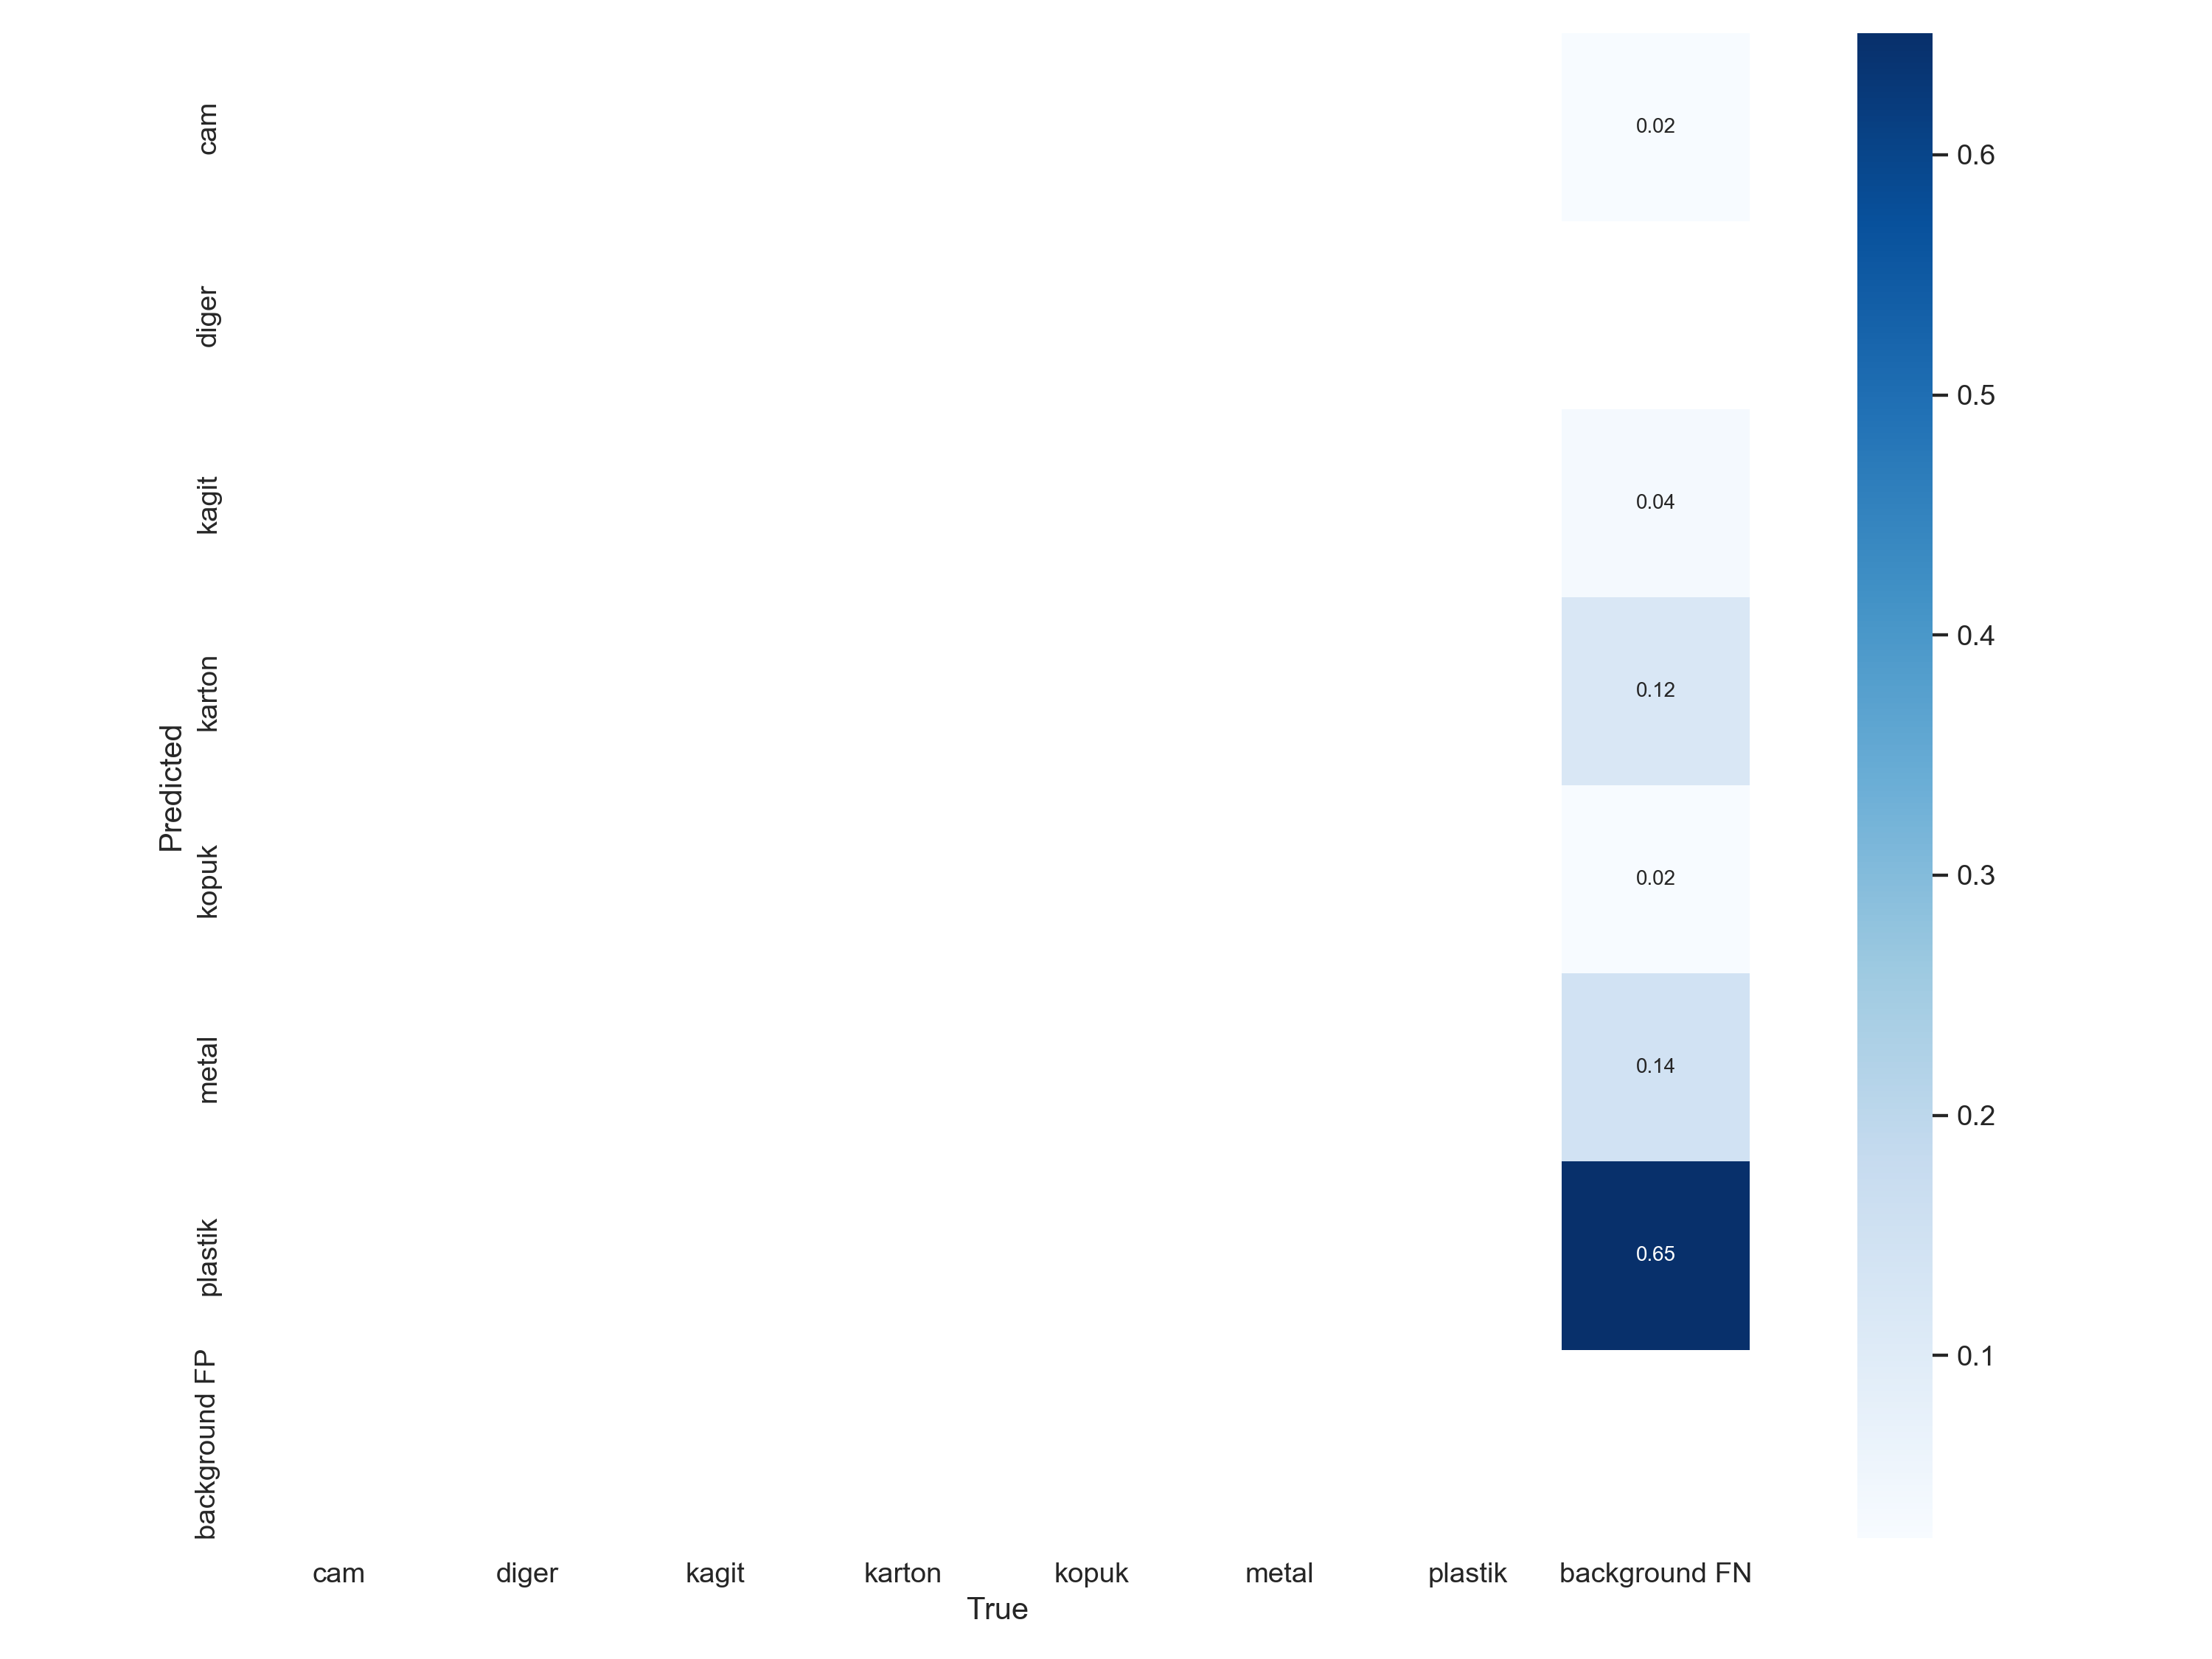 cam
0.02
0.6
diger
0.5
kagit
0.04
karton
0.12
0.4
Predicted
kopuk
0.02
0.3
metal
0.14
0.2
plastik
0.65
background FP
0.1
cam diger kagit karton kopuk metal plastik background FN
True